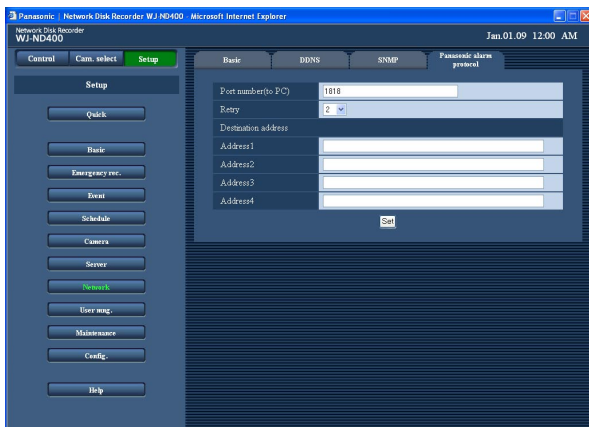 Panasonic | Network Disk Recorder WJ-ND400 - Microsoft Internet Explorer
Network Disk Recorder
WJ-ND400
Jan.01.09 12:00 AM
Control Cam. select Setup
Setup
Quick
Basic
Emergency rec.
Event
Schedule
Camera
Server
Network
User mng.
Maintenance
Config.
Help
Basic DDNS SNMP Panasonic alarm
protocol
Port number(to PC) 1818
Retry 2
Destination address
Address1
Address2
Address3
Address4
Set